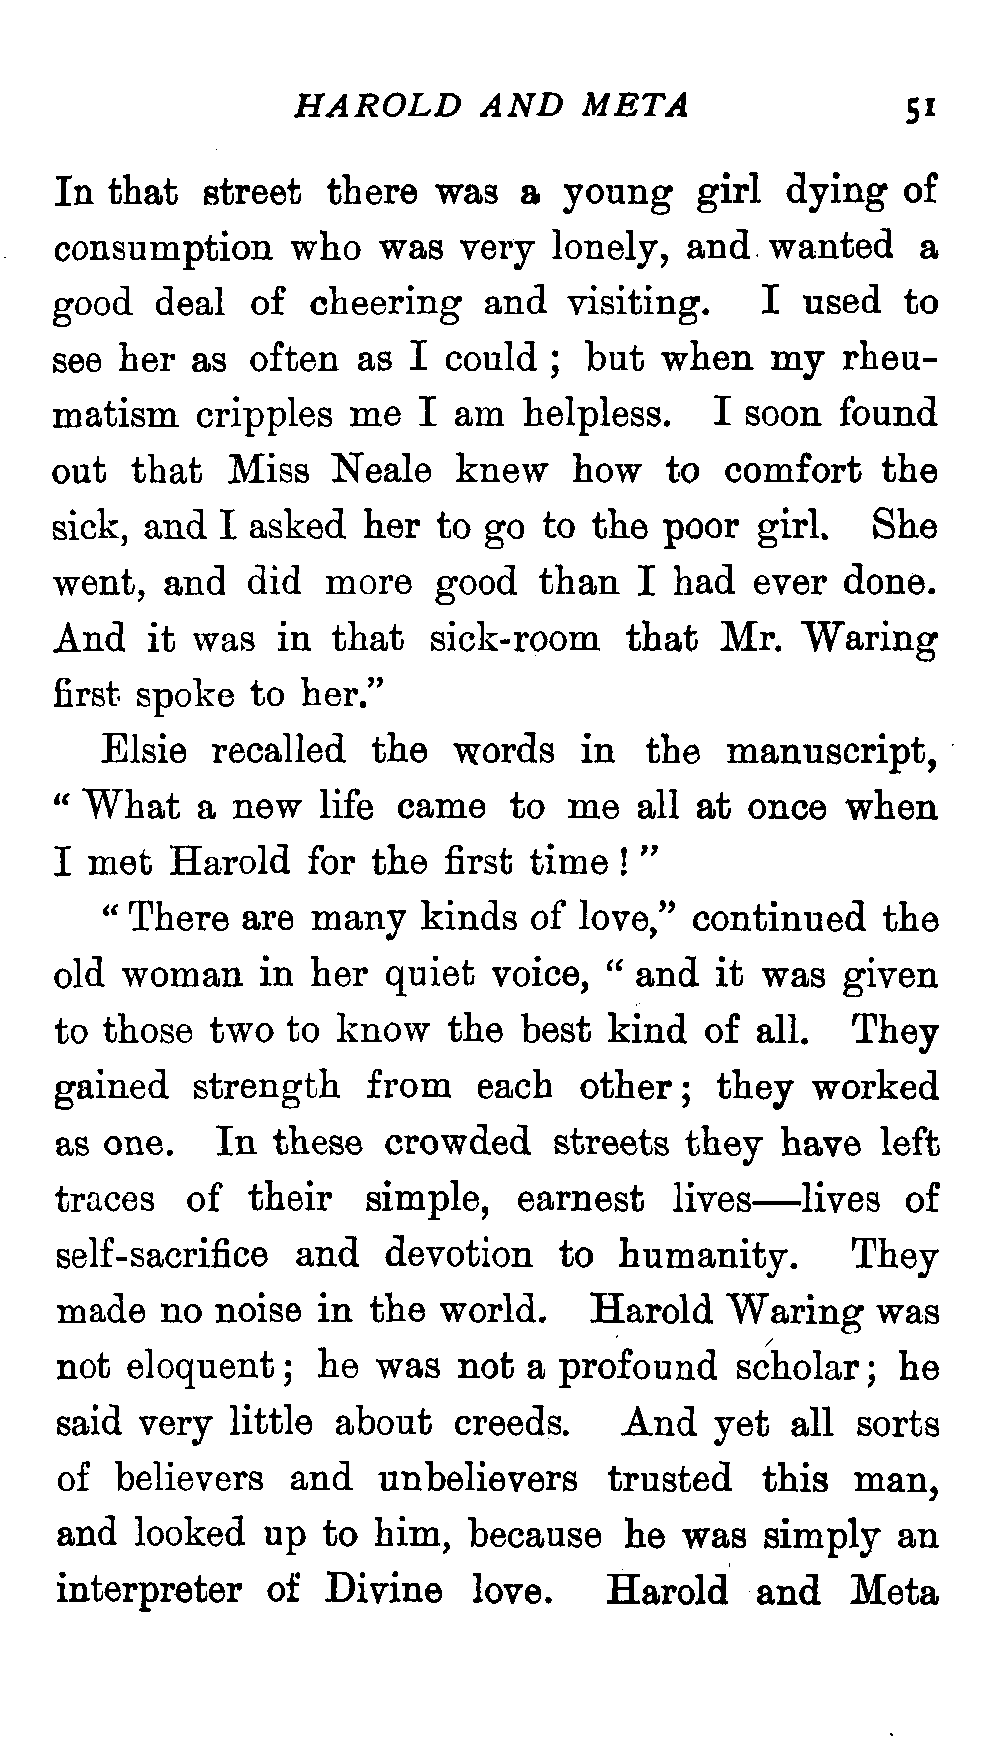 HAROLD AND META 51
In that street there was a young girl dying of
consumption who was very lonely, and wanted a
good deal of cheering and visiting. I used to
see her as often as I could ; but when my rheu-
matism cripples me I am helpless. I soon found
out that Miss Neale knew how to comfort the
sick, and I asked her to go to the poor girl. She
went, and did more good than I had ever done.
And it was in that sick-room that Mr. Waring
first spoke to her.”
Elsie recalled the words in the manuscript,
“ What a new life came to me all at once when
I met Harold for the first time ! ”
“ There are many kinds of love,” continued the
old woman in her quiet voice, “ and it was given
to those two to know the best kind of all. They
gained strength from each other ; they worked
as one. In these crowded streets they have left
traces of their simple, earnest lives—lives of
self-sacrifice and devotion to humanity. They
made no noise in the world. Harold Waring was
not eloquent ; he was not a profound scholar ; he
said very little about creeds. And yet all sorts
of believers and unbelievers trusted this man,
and looked up to him, because he was simply an
interpreter of Divine love. Harold and Meta